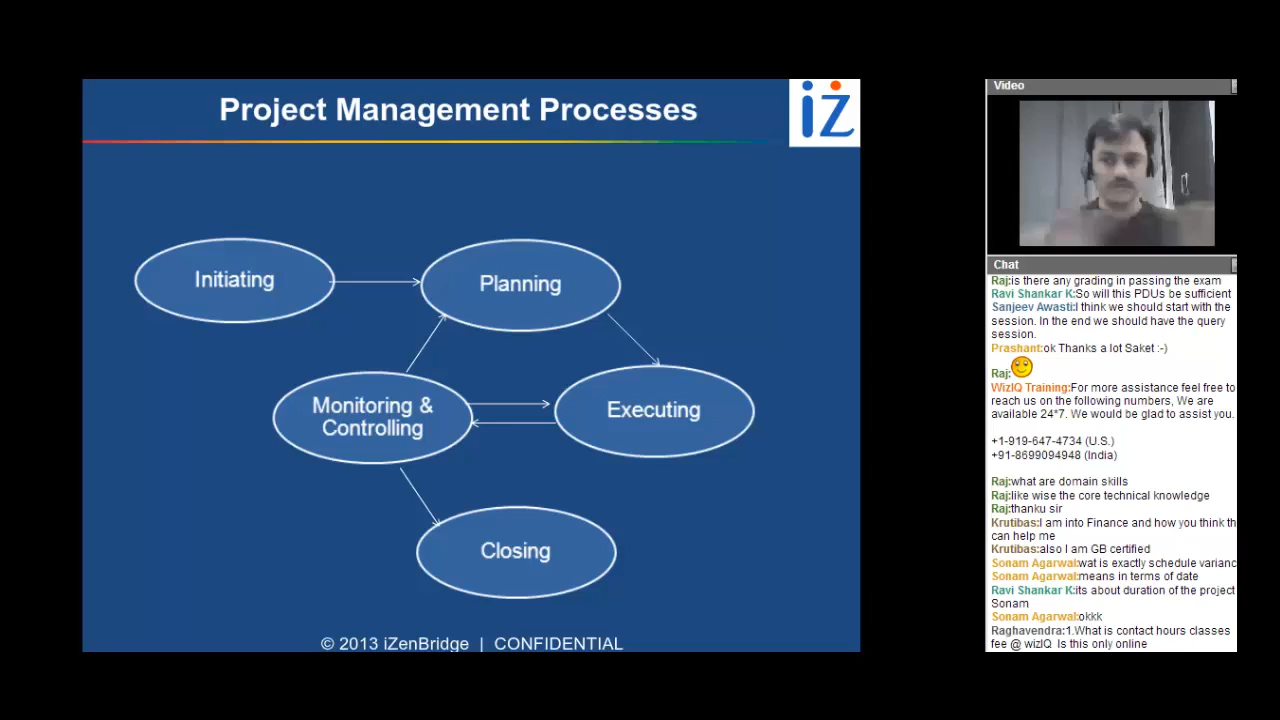 Project Management Processes
iZ
Initiating
Planning
Monitoring &
Controlling
Executing
Closing
© 2013 iZenBridge | CONFIDENTIAL
Video
Chat
Raj:is there any grading in passing the exam
Ravi Shankar K:So will this PDUs be sufficient
Sanjeev Awasti:I think we should start with the
session. In the end we should have the query
session.
Prashant:ok Thanks a lot Saket :-)
Raj:
WizIQ Training:For more assistance feel free to
reach us on the following numbers, We are
available 24*7. We would be glad to assist you.
+1-919-647-4734 (U.S.)
+91-8699094948 (India)
Raj:what are domain skills
Raj:like wise the core technical knowledge
Raj:thanku sir
Krutibas:I am into Finance and how you think th
can help me
Krutibas:also I am GB certified
Sonam Agarwal:wat is exactly schedule varianc
Sonam Agarwal:means in terms of date
Ravi Shankar K:its about duration of the project
Sonam
Sonam Agarwal:okkk
Raghavendra:1.What is contact hours classes
fee @ wizIQ Is this only online